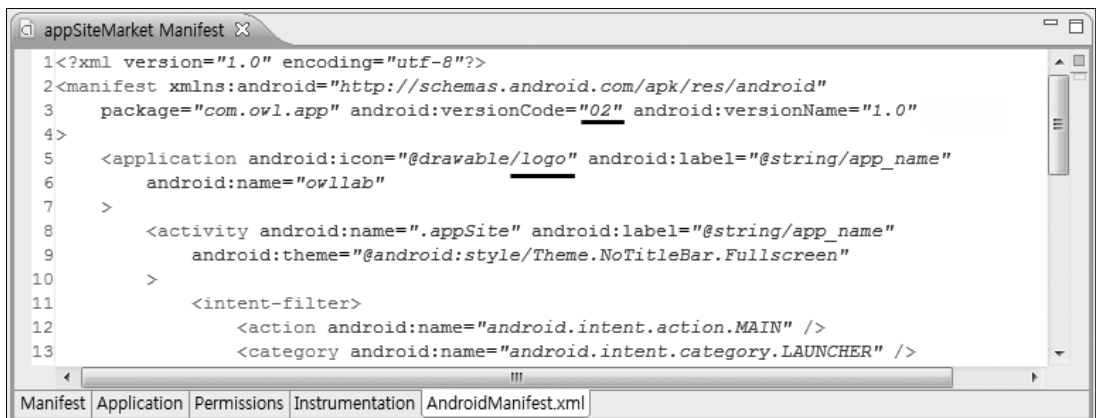 appSiteMarket Manifest
1<?xml version="1.0" encoding="utf-8"?>
2<manifest xmlns:android="http://schemas.android.com/apk/res/android"
3 package="com.owl.app" android:versionCode="02" android:versionName="1.0"
4>
5 <application android:icon="@drawable/logo" android:label="@string/app_name"
6 android:name="owllab"
7 >
8 <activity android:name=".appSite" android:label="@string/app_name"
9 android:theme="@android:style/Theme.NoTitleBar.Fullscreen"
10 >
11 <intent-filter>
12 <action android:name="android.intent.action.MAIN" />
13 <category android:name="android.intent.category.LAUNCHER" />
Manifest Application Permissions Instrumentation AndroidManifest.xml